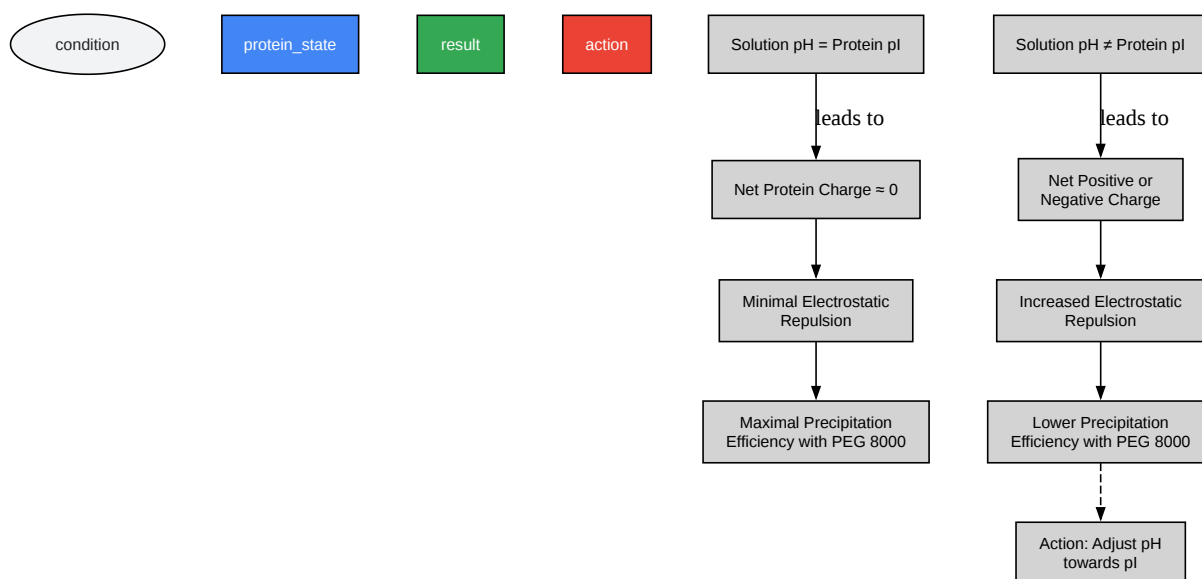 condition
protein_state
result
action
Solution pH = Protein pI
Solution pH ≠ Protein pI
leads to
leads to
Net Protein Charge ≈ 0
Net Positive or
Negative Charge
Minimal Electrostatic
Repulsion
Increased Electrostatic
Repulsion
Maximal Precipitation
Efficiency with PEG 8000
Lower Precipitation
Efficiency with PEG 8000
Action: Adjust pH
towards pI